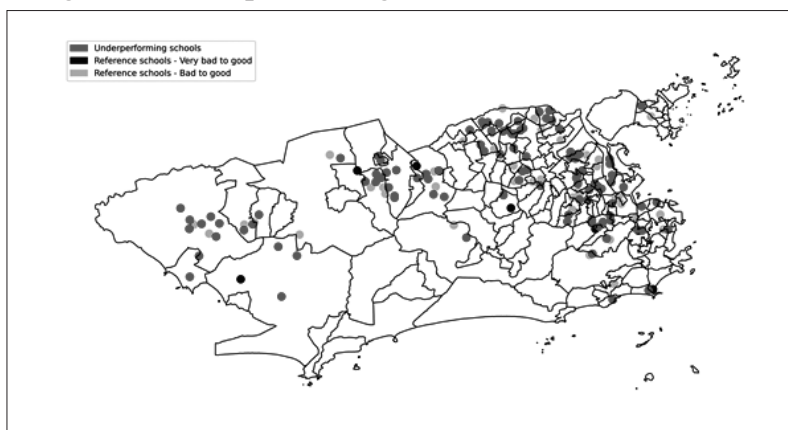 Underperforming schools
Reference schools - Very bad to good
Reference schools - Bad to good